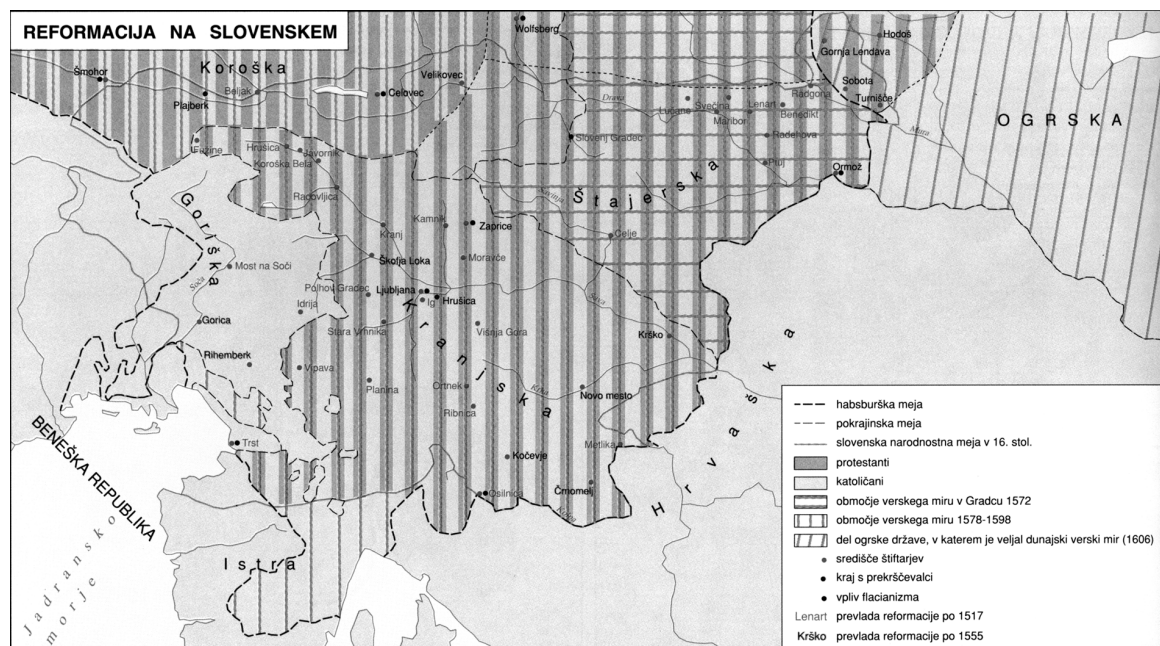 REFORMACIJA NA SLOVENSKEM
Wolfsberg
Hodoš
Gornja Lendava
Koroška
Šmohor
Velikovec
Sobota
Plajberk
Beljak
Celovec
Radgona
Turnišče
Drava
Lučane
Svečina
Lenart
Maribor
Benedikt
OGRSKA
Mura
Slovenj Gradec
Radehova
Fužine
Hrušica
Javornik
Koroška Bela
Ptuj
Ormož
Radovljica
Savinja
Štajerska
Goriška
Kamnik
Zaprice
Kranj
Celje
Most na Soči
Škofja Loka
Moravče
Soča
Polhov Gradec
Ljubljana
Ig
Hrušica
Sava
Idrija
Gorica
Stara Vrhnika
Višnja Gora
Krško
Kranjska
Rihemberk
Vipava
Planina
Ortnek
Krka
Novo mesto
Ribnica
Hrvaška
BENEŠKA REPUBLIKA
Trst
Metlika
Kočevje
Osilnica
Črnomelj
Kolpa
Jadransko
morje
Istra
habsburška meja
pokrajinska meja
slovenska narodnostna meja v 16. stol.
protestanti
katoličani
območje verskega miru v Gradcu 1572
območje verskega miru 1578-1598
del ogrske države, v katerem je veljal dunajski verski mir (1606)
središče štiftarjev
kraj s prekrščevalci
vpliv flacianizma
Lenart prevlada reformacije po 1517
Krško prevlada reformacije po 1555